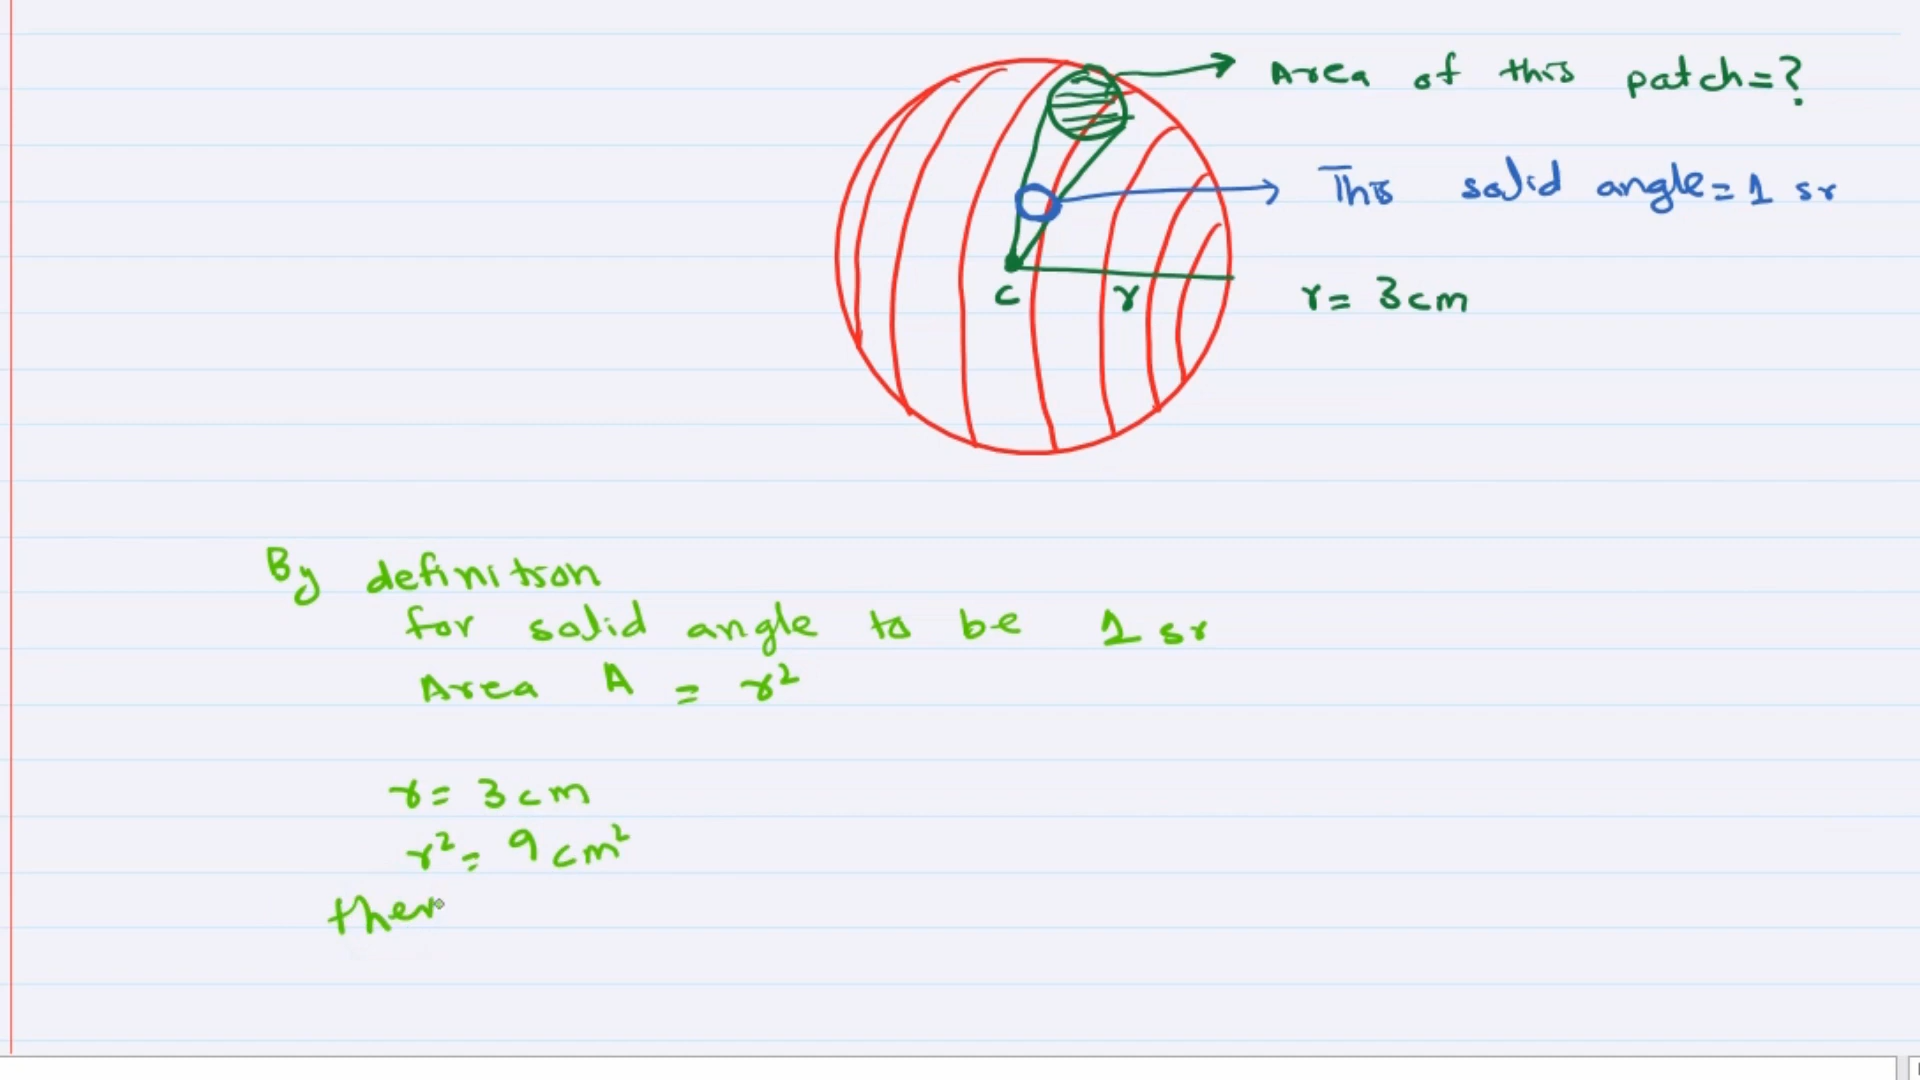 Area of this patch=?
This solid angle=1 sr
c
r
r= 3cm
By definition
for solid angle to be 1 sr
Area A = r²
r= 3cm
r²= 9cm²
ther